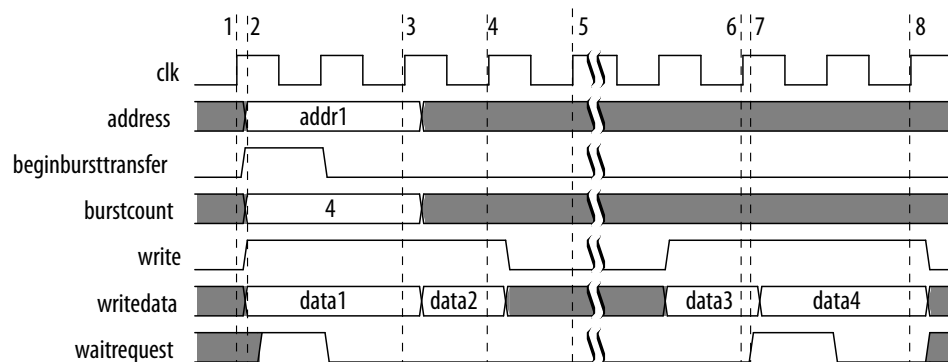 1 2 3 4 5 6 7 8
clk
address addr1
beginbursttransfer
burstcount 4
write
writedata data1 data2 data3 data4
waitrequest